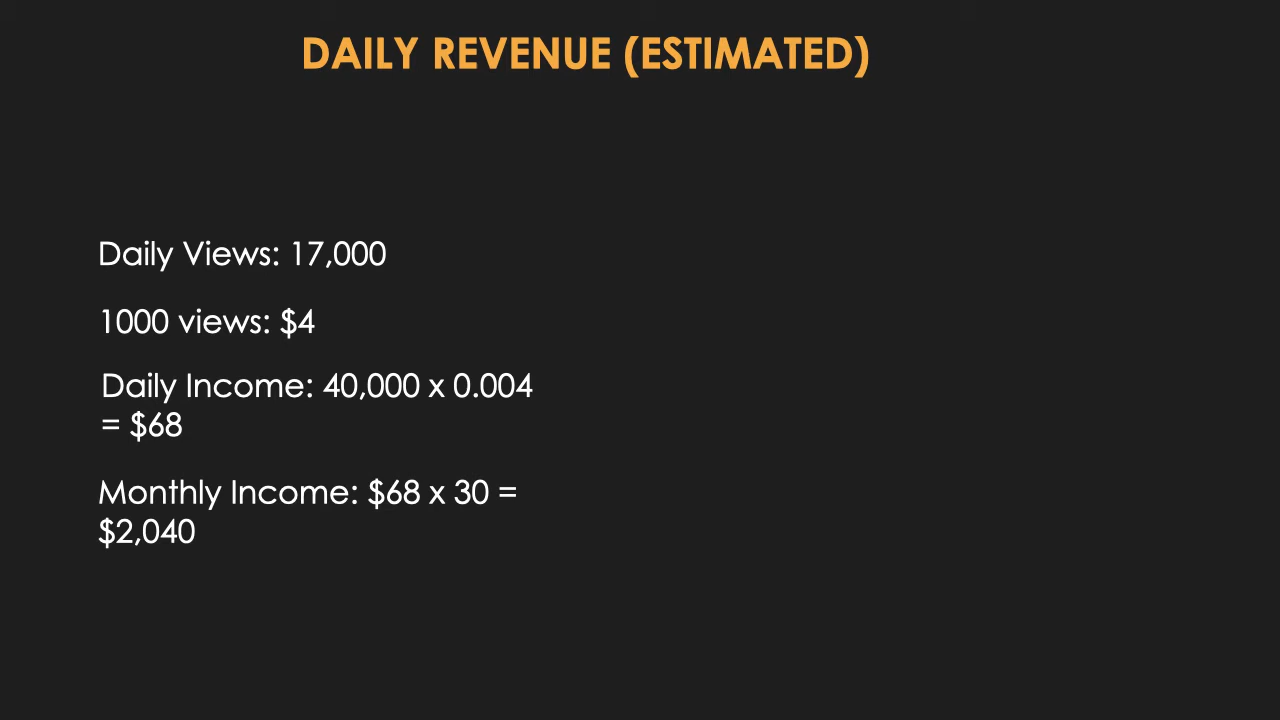 DAILY REVENUE (ESTIMATED)
Daily Views: 17,000
1000 views: $4
Daily Income: 40,000 x 0.004
= $68
Monthly Income: $68 x 30 =
$2,040